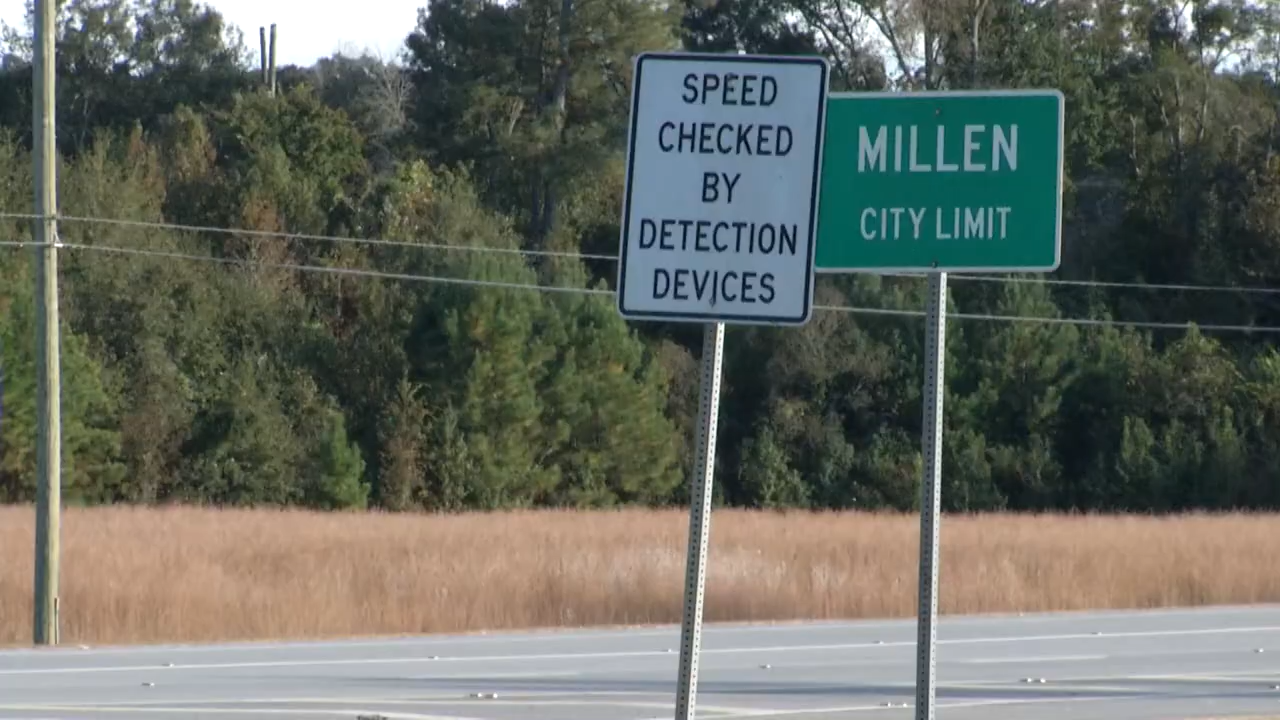 SPEED
CHECKED
BY
DETECTION
DEVICES
MILLEN
CITY LIMIT